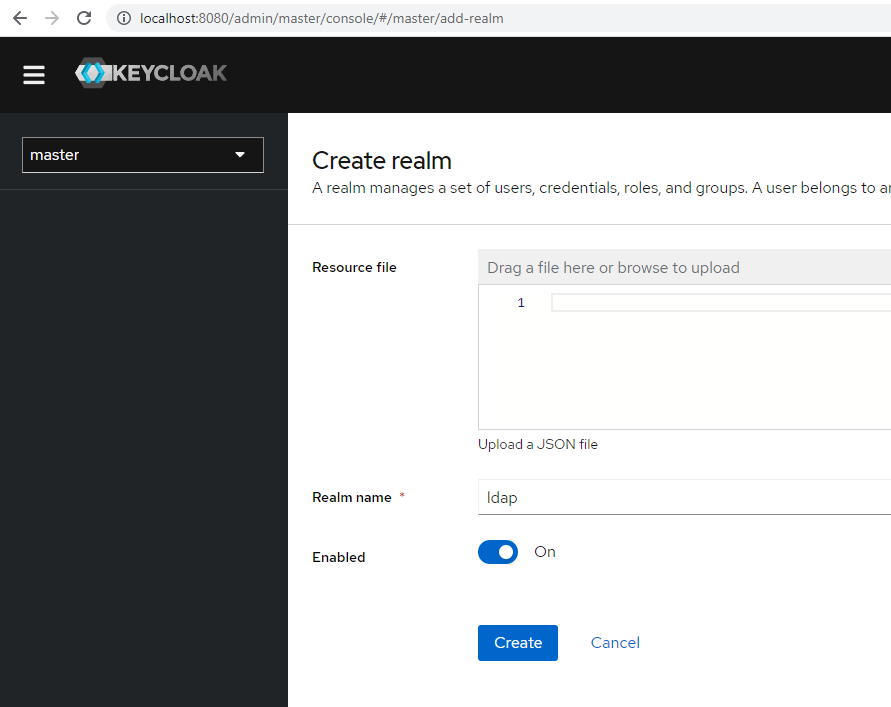 localhost:8080/admin/master/console/#/master/add-realm
KEYCLOAK
master
Create realm
A realm manages a set of users, credentials, roles, and groups. A user belongs to
Resource file
Drag a file here or browse to upload
1
Upload a JSON file
Realm name *
ldap
Enabled
On
Create
Cancel